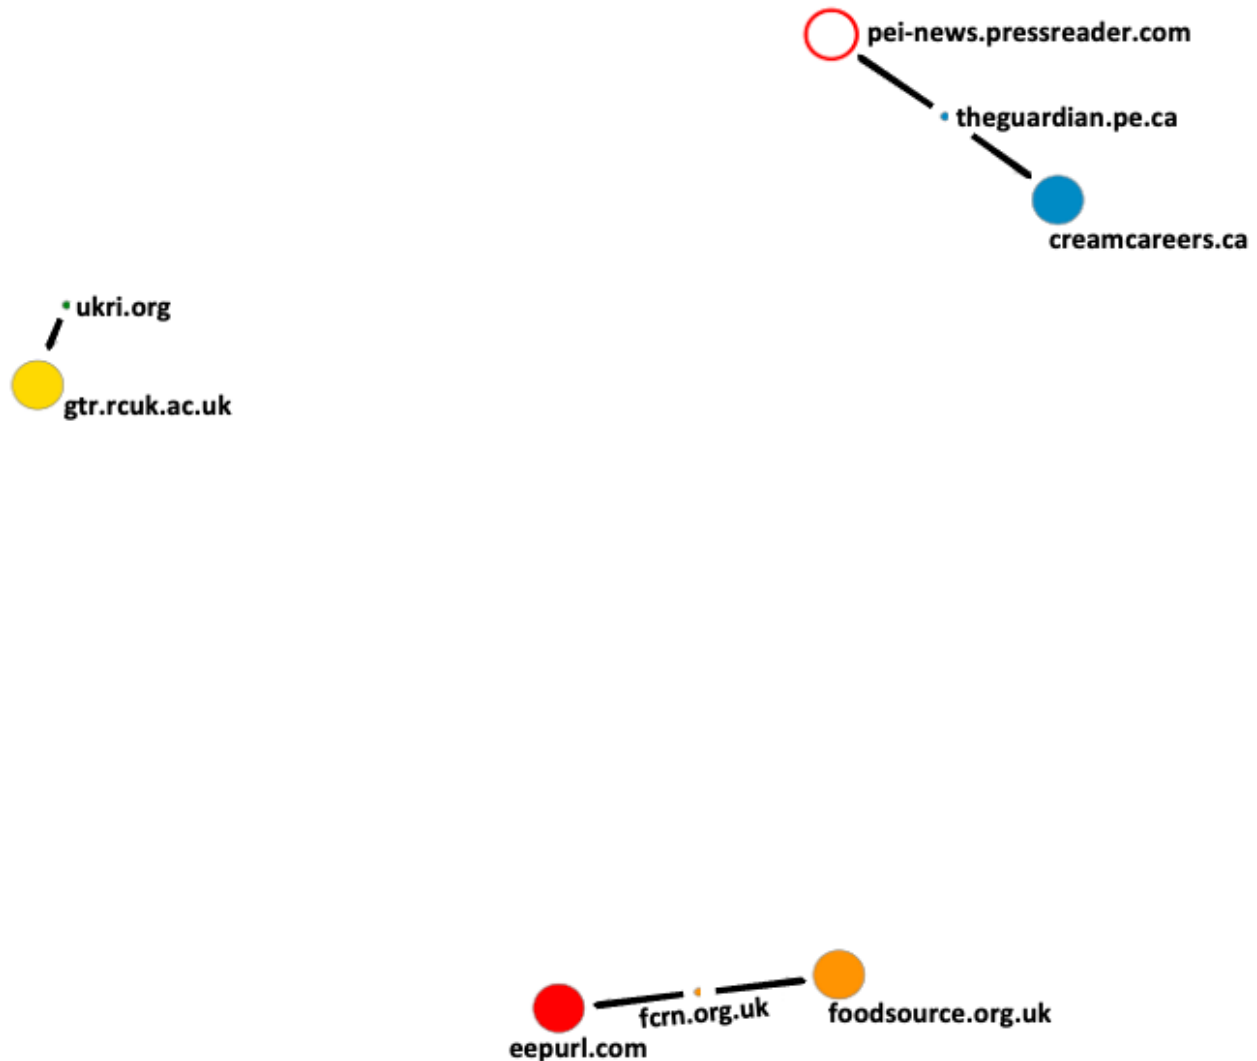 pei-news.pressreader.com
theguardian.pe.ca
creamcareers.ca
ukri.org
gtr.rcuk.ac.uk
fcrn.org.uk
foodsource.org.uk
eepurl.com